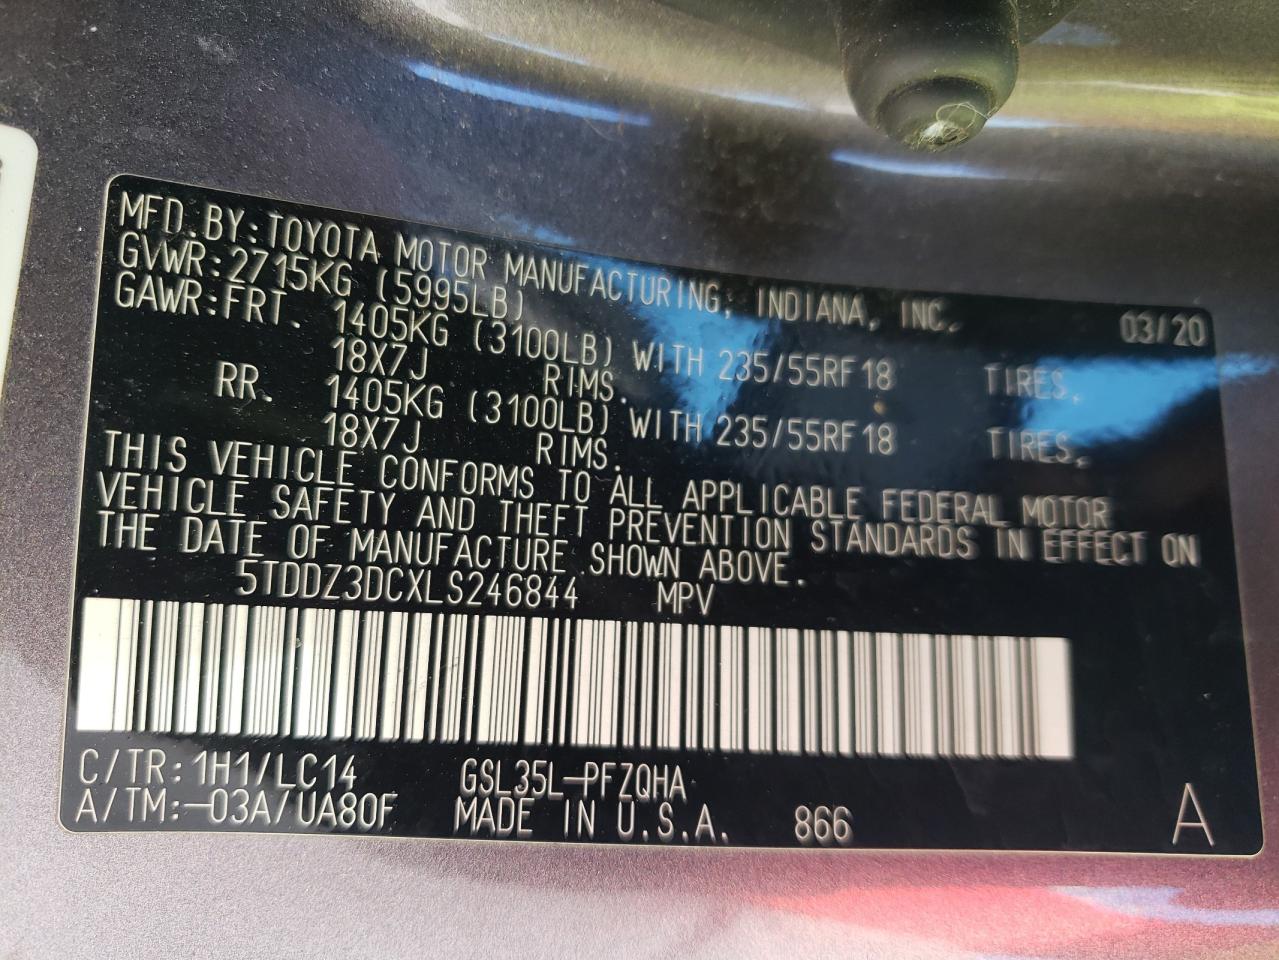 MFD.BY:TOYOTA MOTOR MANUFACTURING, INDIANA, INC. 03/20
GVWR:2715KG (5995LB)
GAWR:FRT. 1405KG (3100LB) WITH 235/55RF18 TIRES,
18X7J RIMS.
RR. 1405KG (3100LB) WITH 235/55RF18 TIRES,
18X7J RIMS.
THIS VEHICLE CONFORMS TO ALL APPLICABLE FEDERAL MOTOR
VEHICLE SAFETY AND THEFT PREVENTION STANDARDS IN EFFECT ON
THE DATE OF MANUFACTURE SHOWN ABOVE.
5TDDZ3DCXLS246844 MPV
C/TR:1H1/LC14 GSL35L-PFZQHA
A/TM:-03A/UA80F MADE IN U.S.A. 866 A